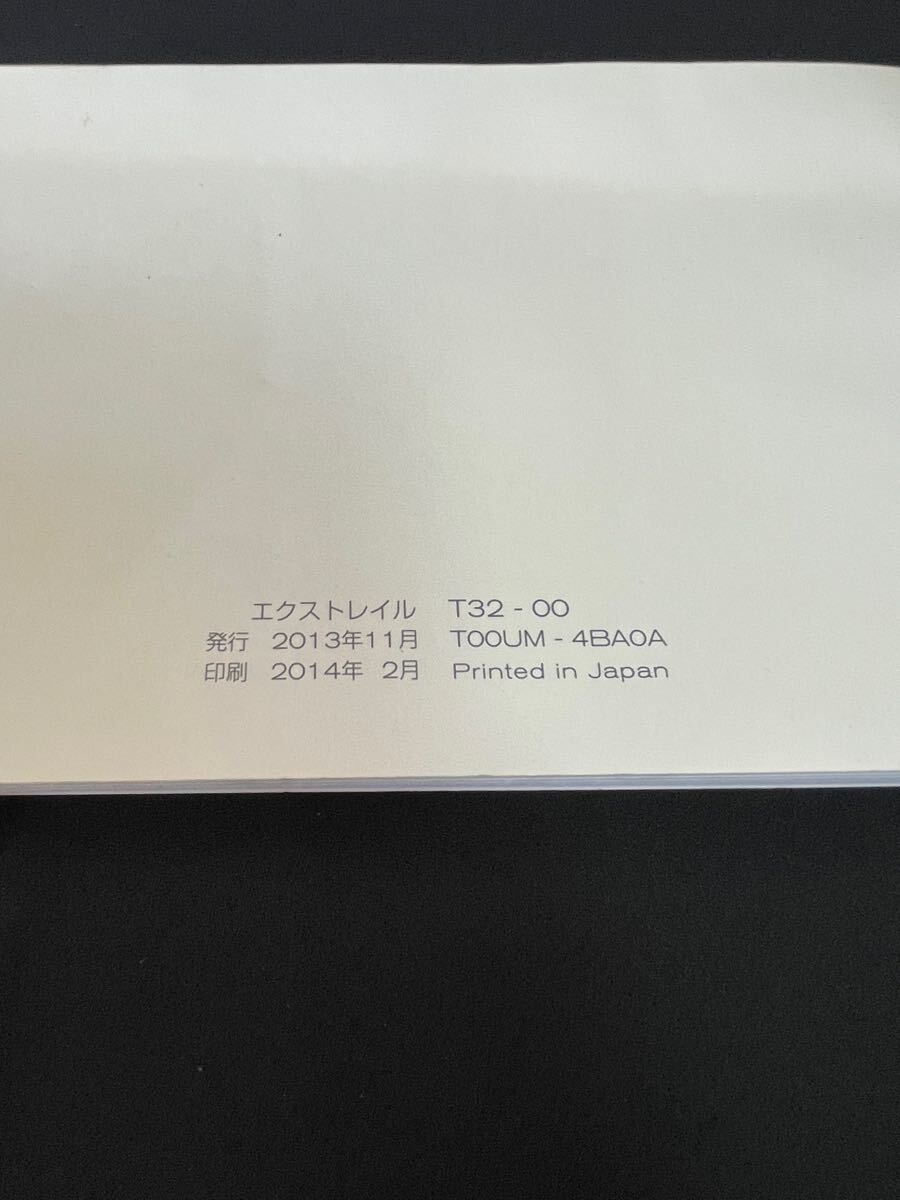 エクストレイル T32 - 00
発行 2013年11月 T00UM - 4BA0A
印刷 2014年 2月 Printed in Japan